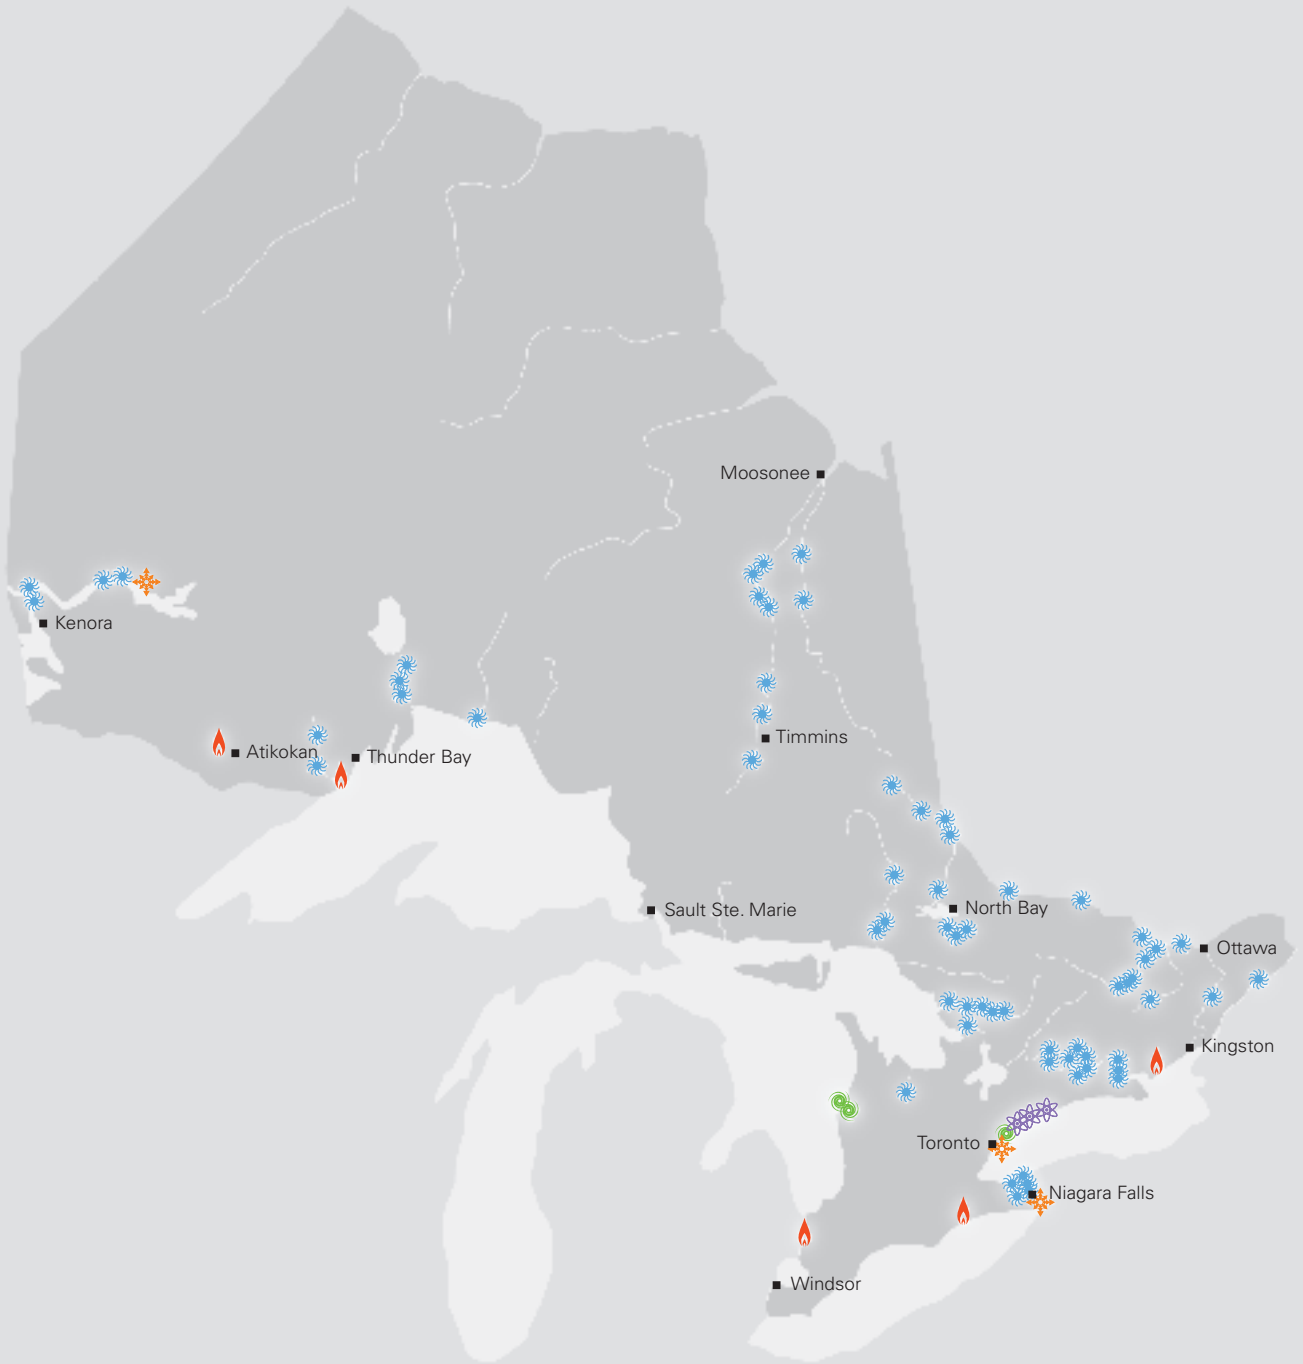 Moosonee
Kenora
Timmins
Atikokan
Thunder Bay
Sault Ste. Marie
North Bay
Ottawa
Kingston
Toronto
Niagara Falls
Windsor